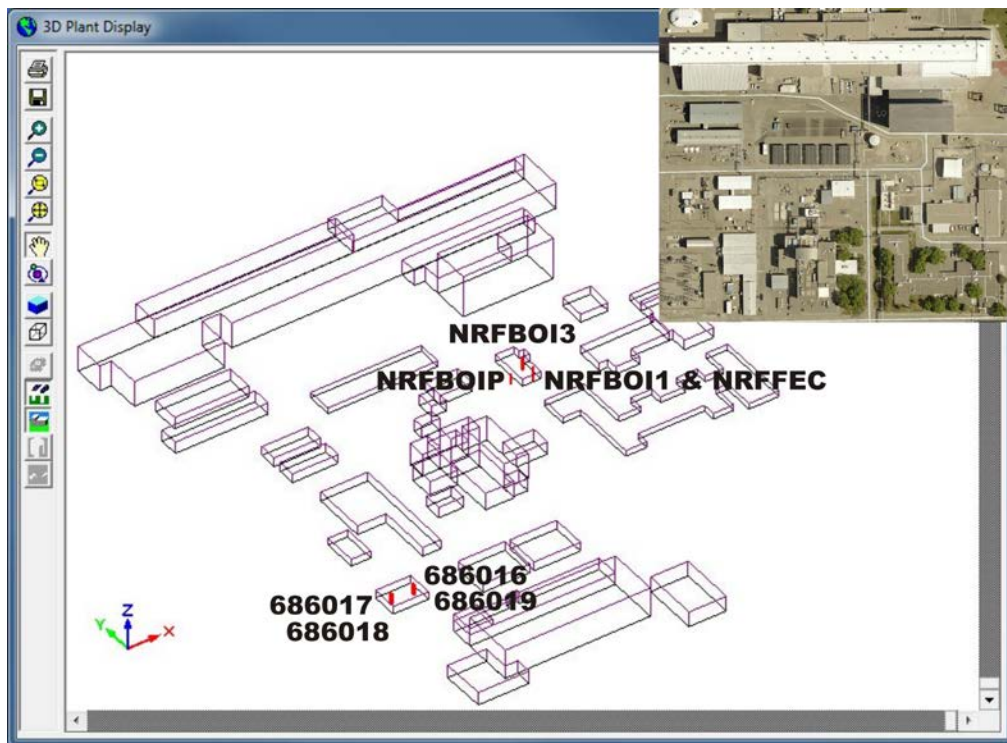 3D Plant Display
NRFBOI3
NRFBOIP NRFBOI1 & NRFFEC
686016
686017 686019
686018
Z
Y X